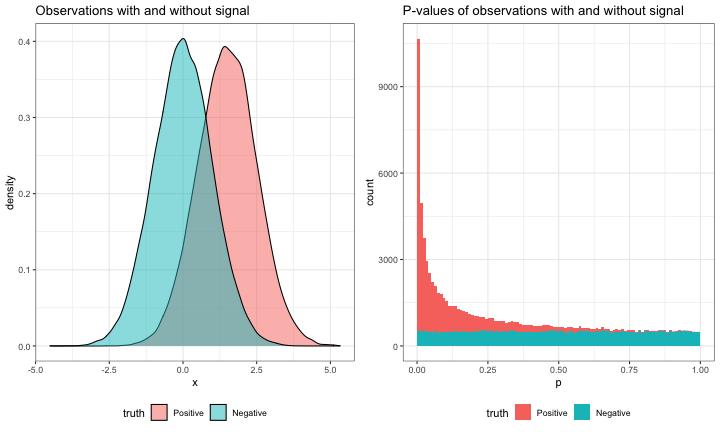 Observations with and without signal
density
0.4
0.3
0.2
0.1
0.0
-5.0 -2.5 0.0 2.5 5.0
x
truth Positive Negative
P-values of observations with and without signal
count
9000
6000
3000
0
0.00 0.25 0.50 0.75 1.00
p
truth Positive Negative